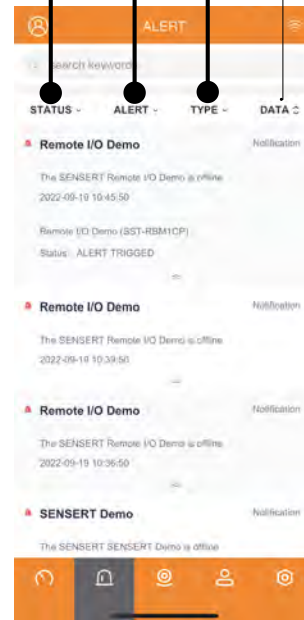 ALERT
search keyword
STATUS ALERT TYPE DATA
Remote I/O Demo Notification
The SENSERT Remote I/O Demo is offline
2022-09-19 10:45:50
Remote I/O Demo (SST-RBM1CP)
Status: ALERT TRIGGED
Remote I/O Demo Notification
The SENSERT Remote I/O Demo is offline
2022-09-19 10:39:50
Remote I/O Demo Notification
The SENSERT Remote I/O Demo is offline
2022-09-19 10:36:50
SENSERT Demo Notification
The SENSERT SENSERT Demo is offline